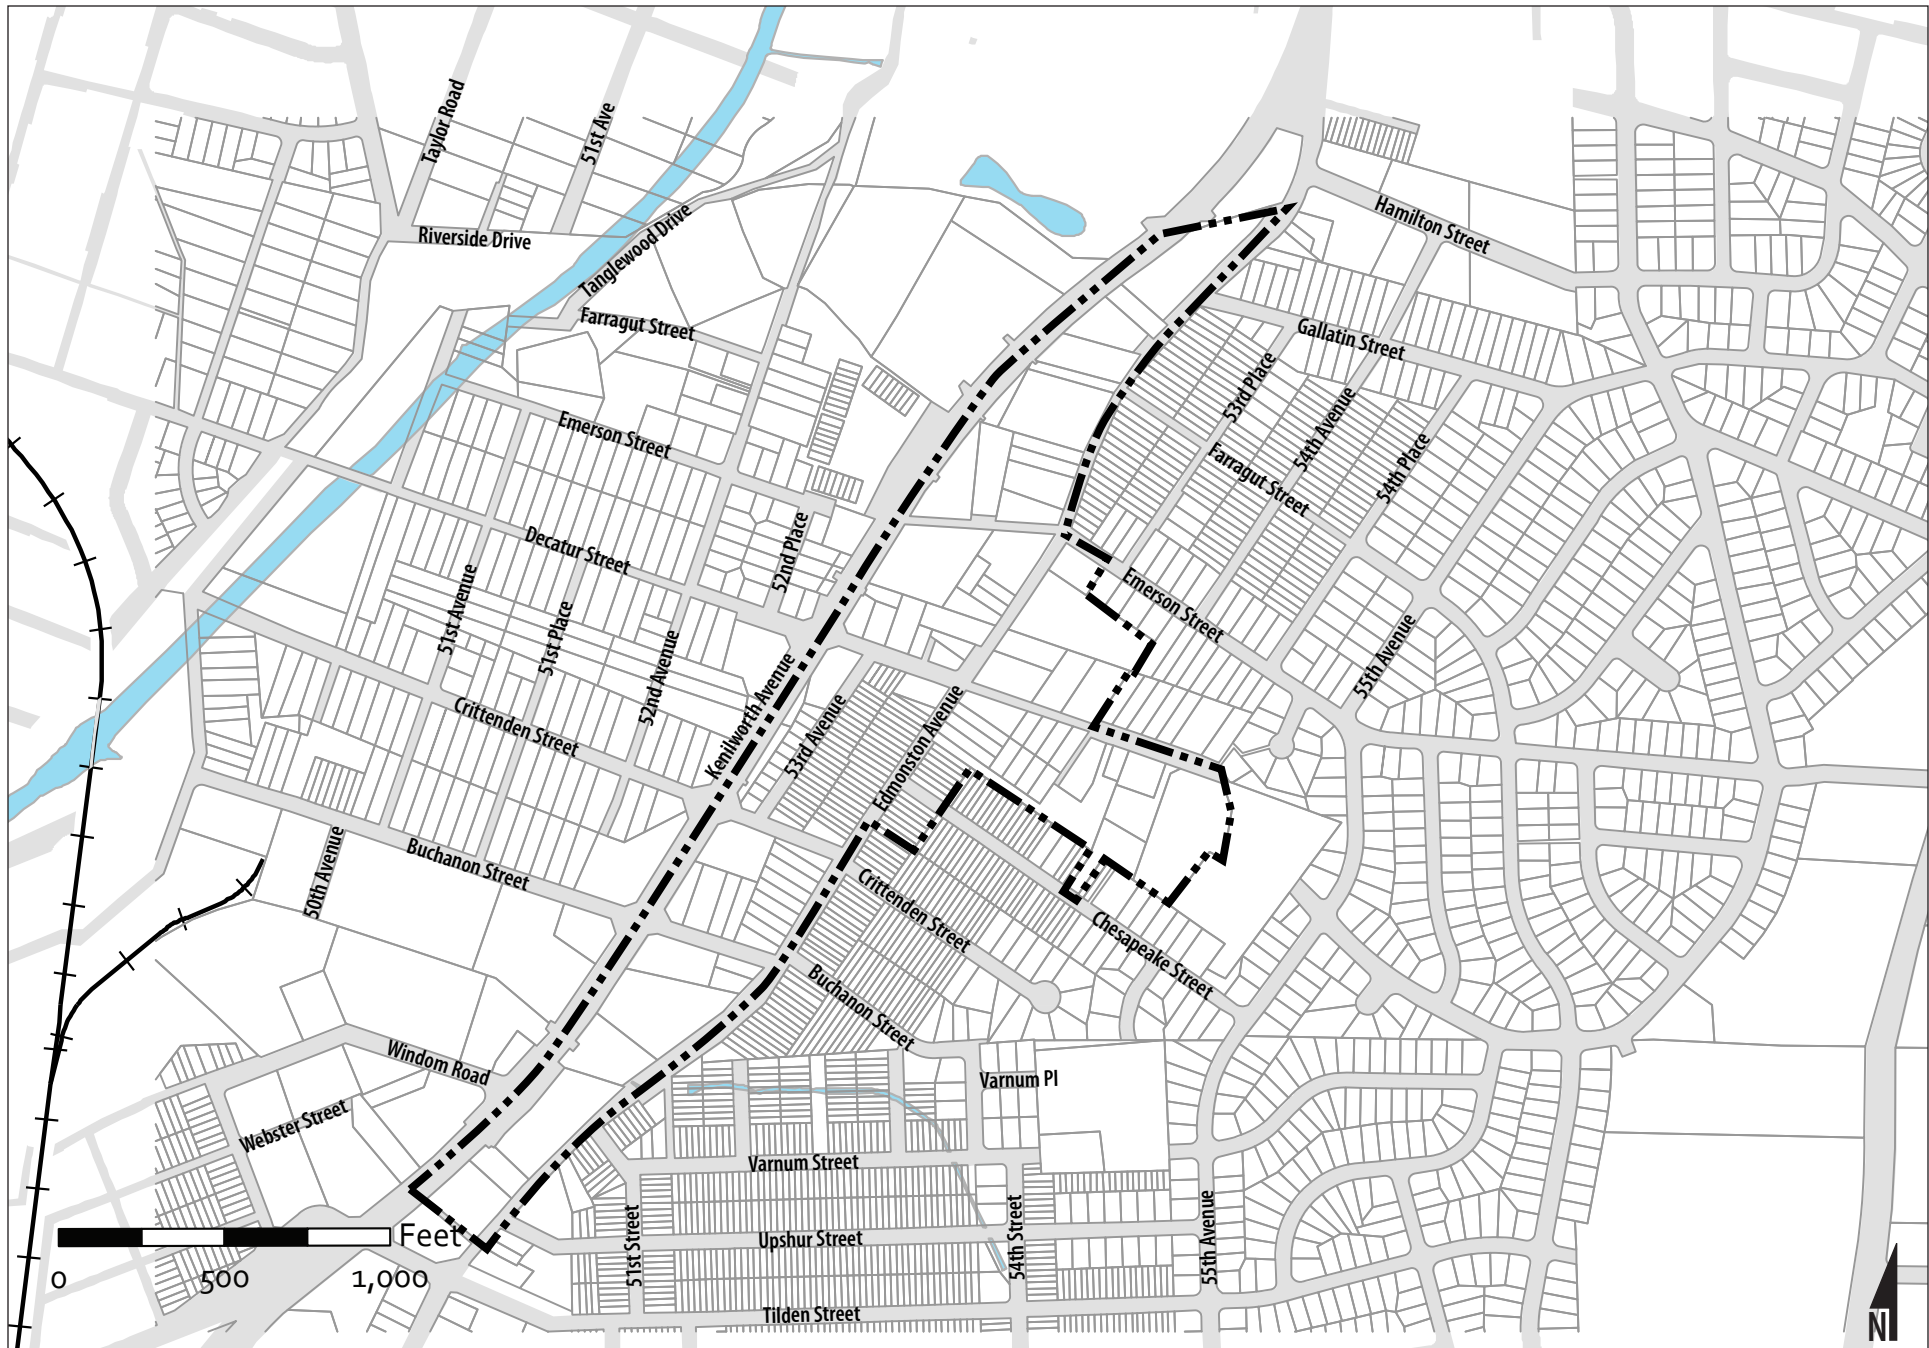 Taylor Road
51st Ave
Riverside Drive
Tanglewood Drive
Hamilton Street
Farragut Street
Gallatin Street
53rd Place
54th Avenue
54th Place
Farragut Street
Emerson Street
Decatur Street
52nd Place
51st Avenue
51st Place
52nd Avenue
Emerson Street
55th Avenue
Kenilworth Avenue
53rd Avenue
Edmonston Avenue
Crittenden Street
Buchanon Street
50th Avenue
Crittenden Street
Chesapeake Street
Buchanon Street
Windom Road
Webster Street
Varnum Pl
Varnum Street
51st Street
Upshur Street
54th Street
55th Avenue
Tilden Street
Feet
0 500 1,000
N